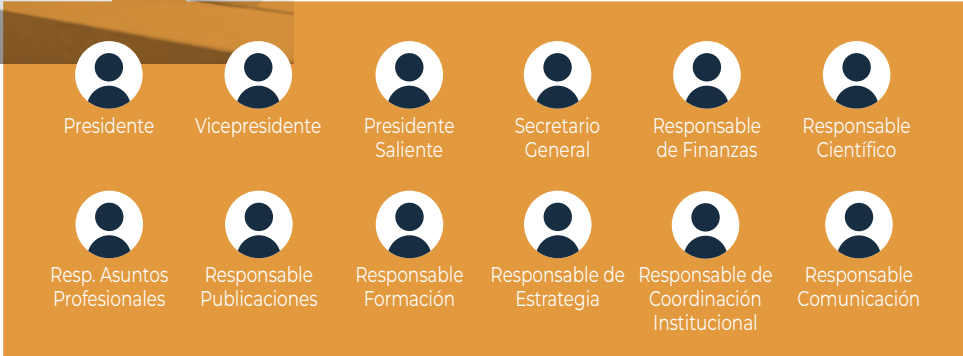 Presidente
Vicepresidente
Presidente
Saliente
Secretario
General
Responsable
de Finanzas
Responsable
Científico
Resp. Asuntos
Profesionales
Responsable
Publicaciones
Responsable
Formación
Responsable de
Estrategia
Responsable de
Coordinación
Institucional
Responsable
Comunicación